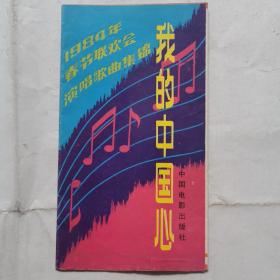 1984年
春节联欢会
演唱歌曲集锦
我的中国心
中国电影出版社